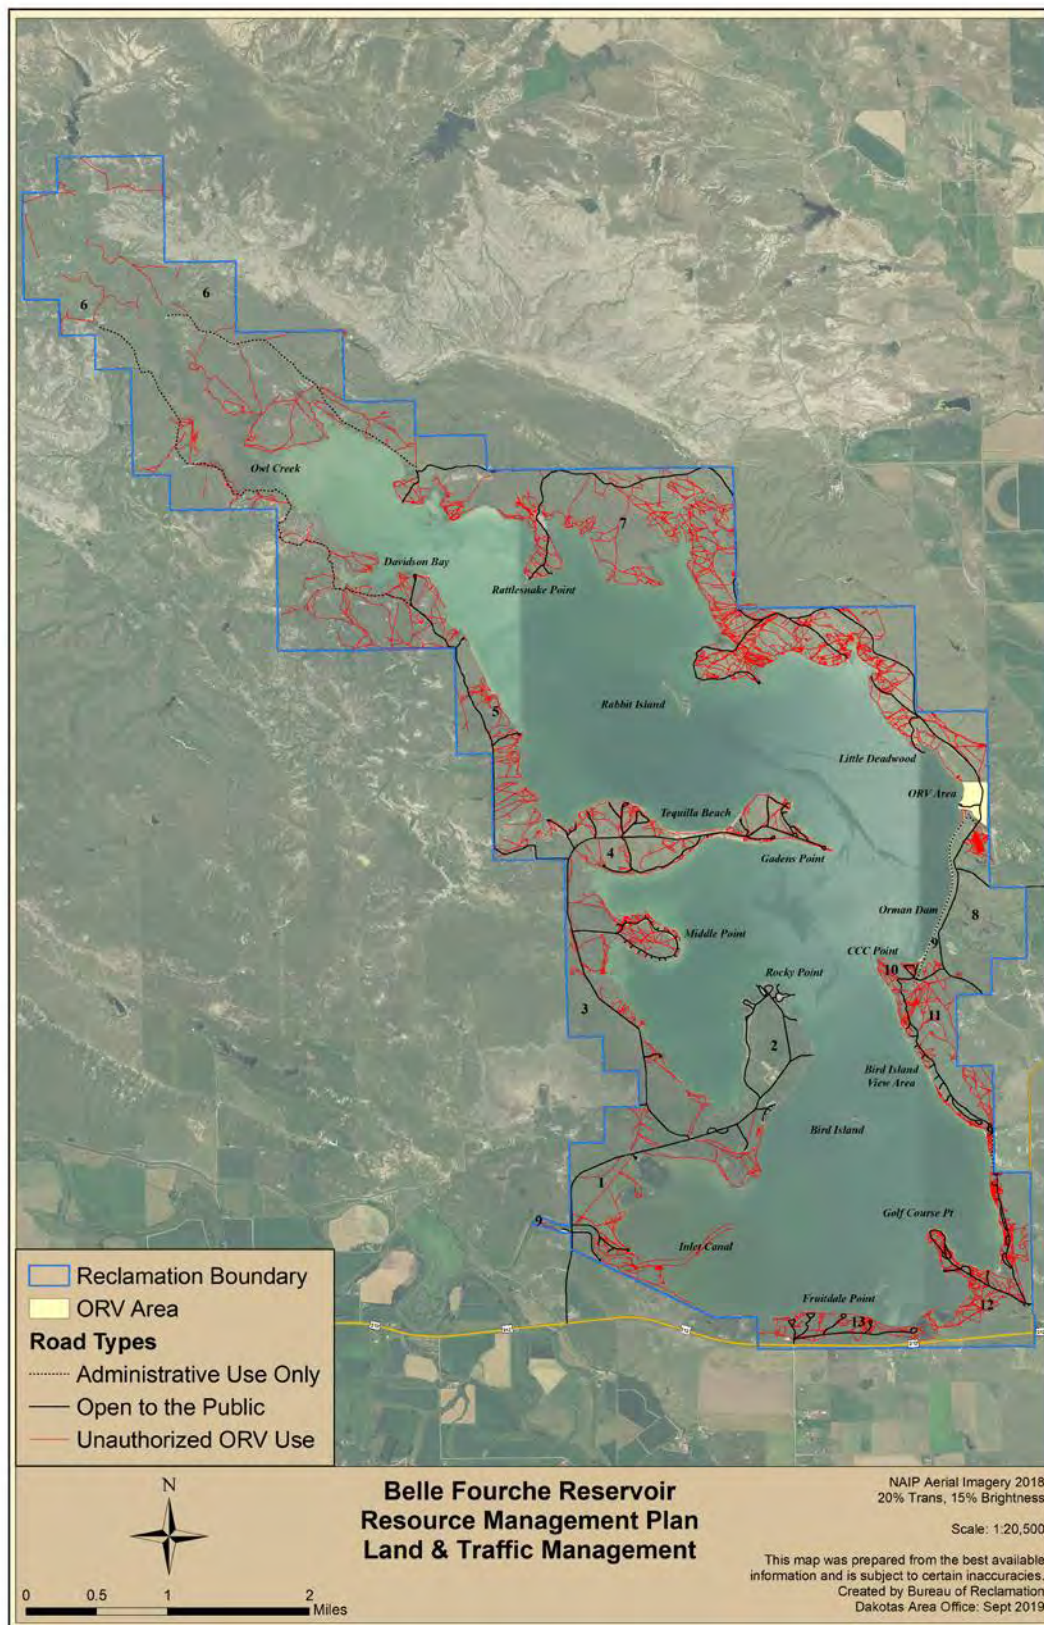 6
6
Owl Creek
7
Davidson Bay
Rattlesnake Point
5
Rabbit Island
Little Deadwood
ORV Area
Tequilla Beach
4
Gadens Point
Orman Dam
8
Middle Point
9
CCC Point
10
Rocky Point
3
11
2
Bird Island
View Area
Bird Island
1
9
Golf Course Pt
Inlet Canal
Fruitdale Point
12
13
Reclamation Boundary
ORV Area
Road Types
Administrative Use Only
Open to the Public
Unauthorized ORV Use
N
0 0.5 1 2
Miles
Belle Fourche Reservoir
Resource Management Plan
Land & Traffic Management
NAIP Aerial Imagery 2018
20% Trans, 15% Brightness
Scale: 1:20,500
This map was prepared from the best available
information and is subject to certain inaccuracies.
Created by Bureau of Reclamation
Dakotas Area Office: Sept 2019